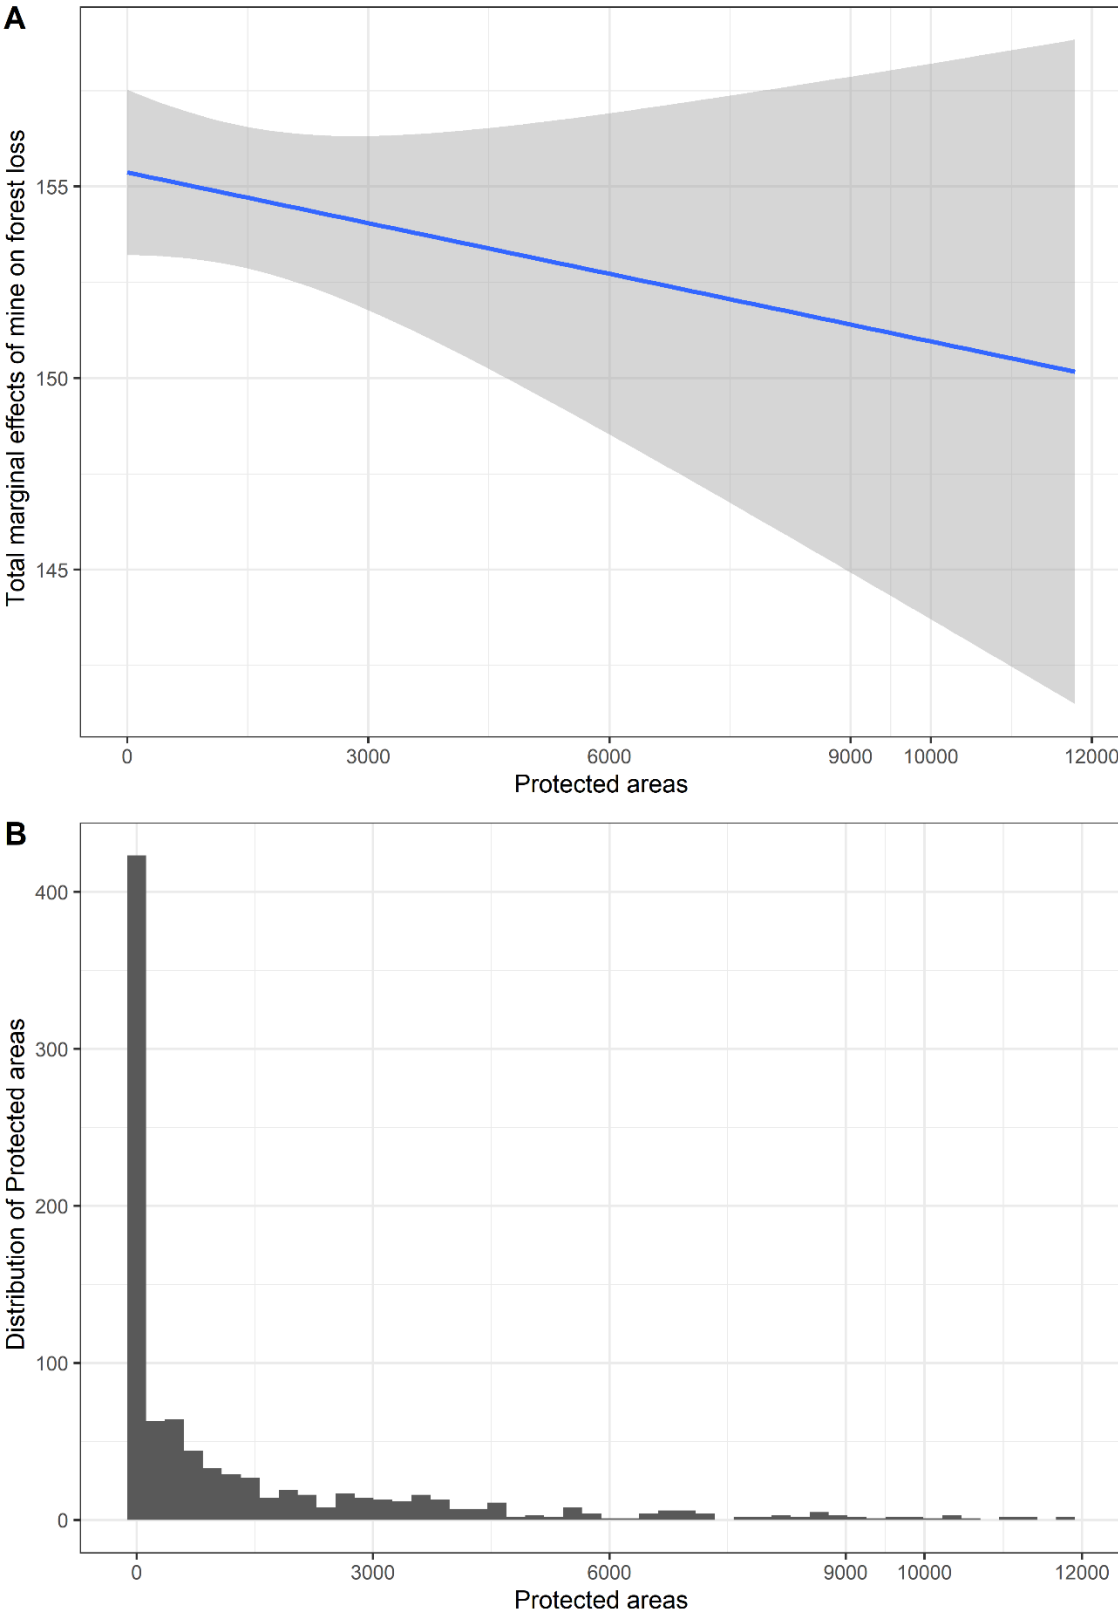 A
Total marginal effects of mine on forest loss
155
150
145
0 3000 6000 9000 10000 12000
Protected areas
B
Distribution of Protected areas
400
300
200
100
0
0 3000 6000 9000 10000 12000
Protected areas